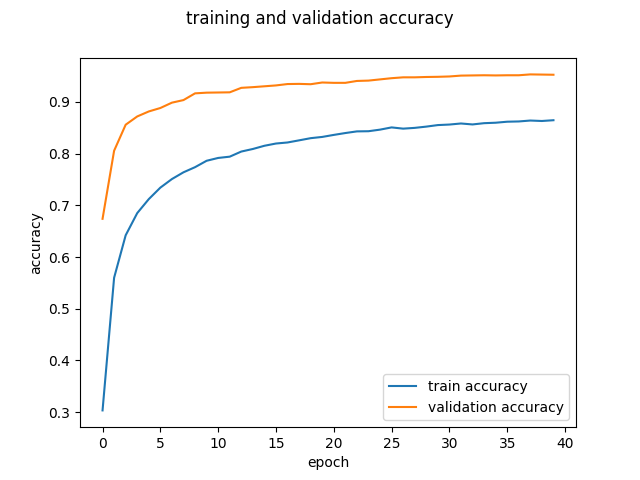 training and validation accuracy
0.9
0.8
0.7
0.6
0.5
0.4
0.3
accuracy
train accuracy
validation accuracy
0 5 10 15 20 25 30 35 40
epoch